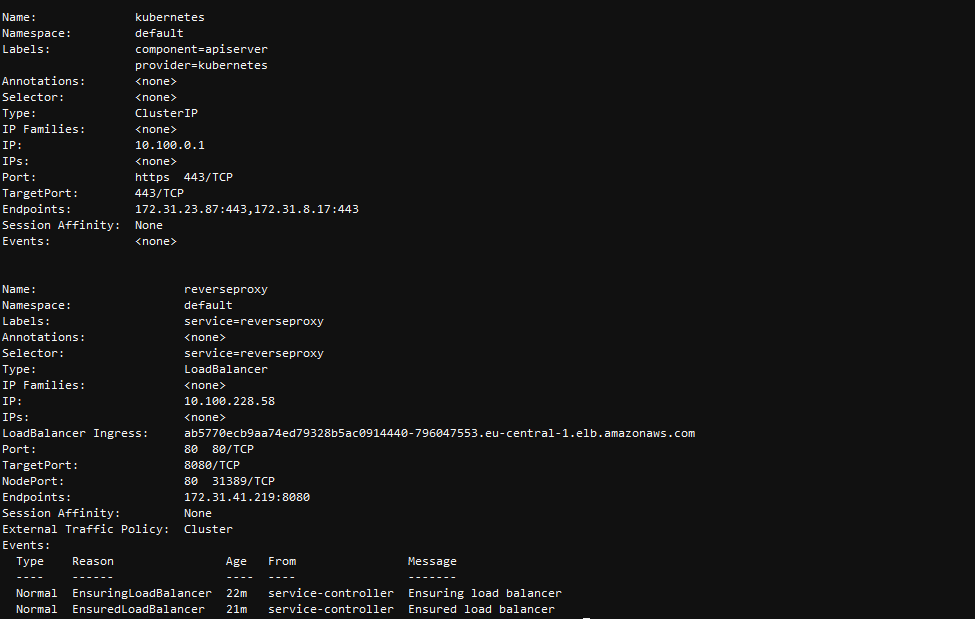 Name:              kubernetes
Namespace:         default
Labels:            component=apiserver
                   provider=kubernetes
Annotations:       <none>
Selector:          <none>
Type:              ClusterIP
IP Families:       <none>
IP:                10.100.0.1
IPs:               <none>
Port:              https  443/TCP
TargetPort:        443/TCP
Endpoints:         172.31.23.87:443,172.31.8.17:443
Session Affinity:  None
Events:            <none>


Name:                     reverseproxy
Namespace:                default
Labels:                   service=reverseproxy
Annotations:              <none>
Selector:                 service=reverseproxy
Type:                     LoadBalancer
IP Families:              <none>
IP:                       10.100.228.58
IPs:                      <none>
LoadBalancer Ingress:     ab5770ecb9aa74ed79328b5ac0914440-796047553.eu-central-1.elb.amazonaws.com
Port:                     80  80/TCP
TargetPort:               8080/TCP
NodePort:                 80  31389/TCP
Endpoints:                172.31.41.219:8080
Session Affinity:         None
External Traffic Policy:  Cluster
Events:
  Type    Reason                Age   From                Message
  ----    ------                ----  ----                -------
  Normal  EnsuringLoadBalancer  22m   service-controller  Ensuring load balancer
  Normal  EnsuredLoadBalancer   21m   service-controller  Ensured load balancer